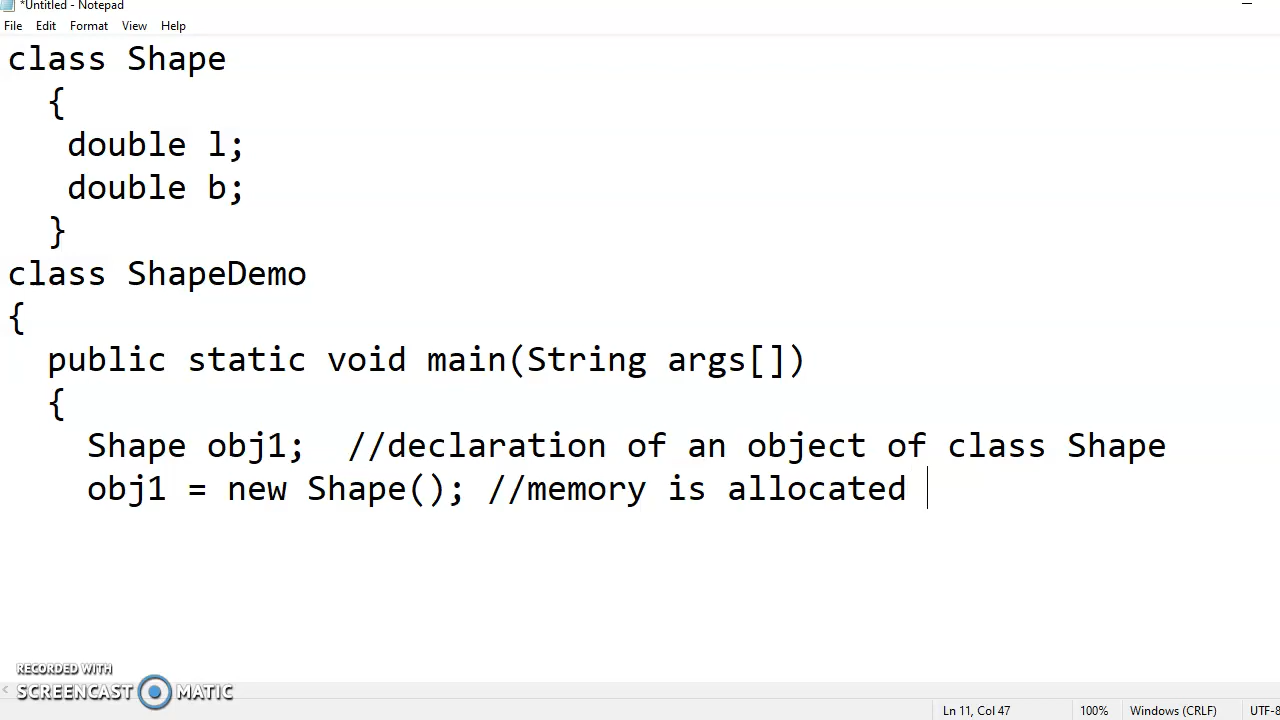 *Untitled - Notepad
File Edit Format View Help
class Shape
{
double l;
double b;
}
class ShapeDemo
{
public static void main(String args[])
{
Shape obj1; //declaration of an object of class Shape
obj1 = new Shape(); //memory is allocated
RECORDED WITH
SCREENCAST MATIC
Ln 11, Col 47 100% Windows (CRLF) UTF-8